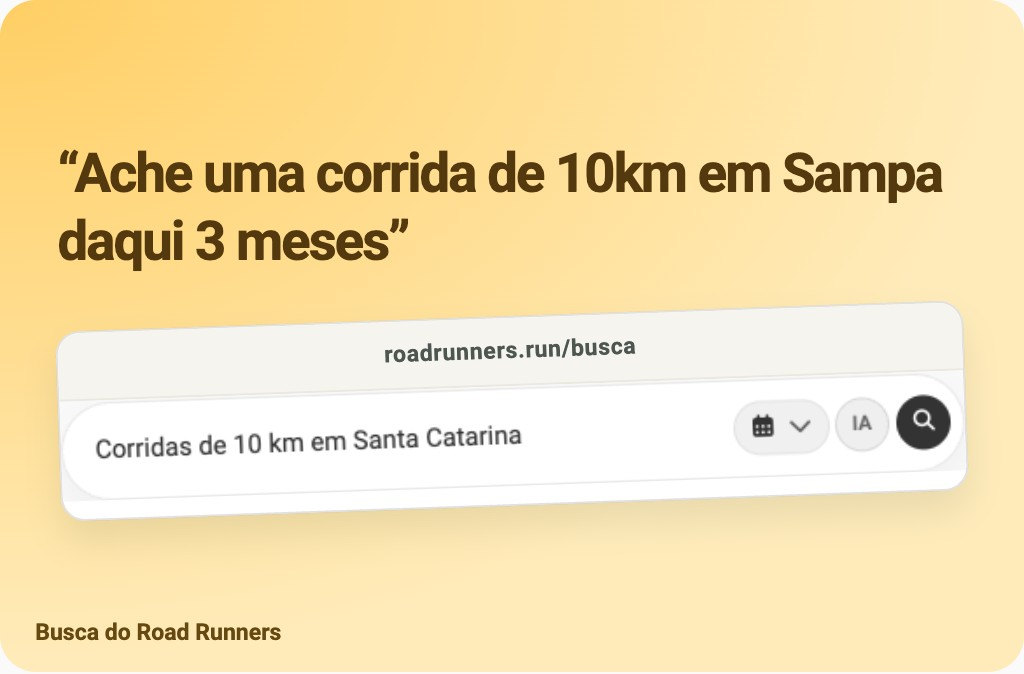 “Ache uma corrida de 10km em Sampa
daqui 3 meses”
roadrunners.run/busca
Corridas de 10 km em Santa Catarina
IA
Busca do Road Runners